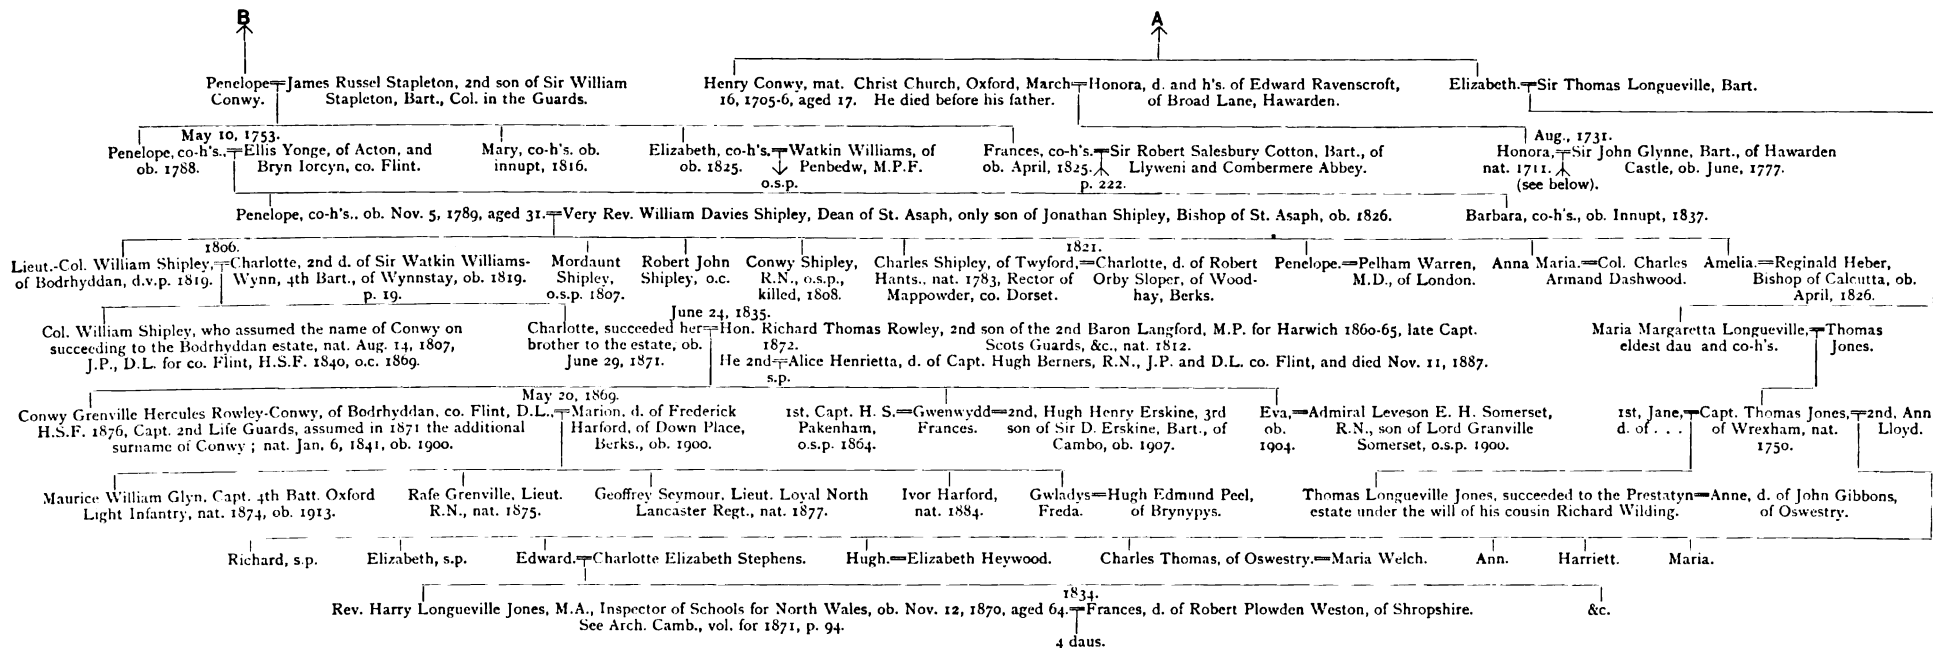 B
A
Penelope
Conwy.
James Russel Stapleton, 2nd son of Sir William
Stapleton, Bart., Col. in the Guards.
Henry Conwy, mat. Christ Church, Oxford, March
16, 1705-6, aged 17. He died before his father.
Honora, d. and h's. of Edward Ravenscroft,
of Broad Lane, Hawarden.
Elizabeth.
Sir Thomas Longueville, Bart.
May 10, 1753.
Penelope, co-h's.,
ob. 1788.
Ellis Yonge, of Acton, and
Bryn Iorcyn, co. Flint.
Mary, co-h's. ob.
innupt, 1816.
Elizabeth, co-h's.
ob. 1825.
Watkin Williams, of
Penbedw, M.P.F.
o.s.p.
Frances, co-h's.
ob. April, 1825.
Sir Robert Salesbury Cotton, Bart., of
Llyweni and Combermere Abbey.
p. 222.
Aug., 1731.
Honora,
nat. 1711.
(see below).
Sir John Glynne, Bart., of Hawarden
Castle, ob. June, 1777.
Penelope, co-h's.. ob. Nov. 5, 1789, aged 31.
Very Rev. William Davies Shipley, Dean of St. Asaph, only son of Jonathan Shipley, Bishop of St. Asaph, ob. 1826.
Barbara, co-h's., ob. Innupt, 1837.
1806.
Lieut.-Col. William Shipley,
of Bodrhyddan, d.v.p. 1819.
Charlotte, 2nd d. of Sir Watkin Williams-
Wynn, 4th Bart., of Wynnstay, ob. 1819.
p. 19.
Mordaunt
Shipley,
o.s.p. 1807.
Robert John
Shipley, o.c.
Conwy Shipley,
R.N., o.s.p.,
killed, 1808.
1821.
Charles Shipley, of Twyford,
Hants., nat. 1783, Rector of
Mappowder, co. Dorset.
Charlotte, d. of Robert
Orby Sloper, of Wood-
hay, Berks.
Penelope.
Pelham Warren,
M.D., of London.
Anna Maria.
Col. Charles
Armand Dashwood.
Amelia.
Reginald Heber,
Bishop of Calcutta, ob.
April, 1826.
Col. William Shipley, who assumed the name of Conwy on
succeeding to the Bodrhyddan estate, nat. Aug. 14, 1807,
J.P., D.L. for co. Flint, H.S.F. 1840, o.c. 1869.
June 24, 1835.
Charlotte, succeeded her
brother to the estate, ob.
June 29, 1871.
Hon. Richard Thomas Rowley, 2nd son of the 2nd Baron Langford, M.P. for Harwich 1860-65, late Capt.
1872. Scots Guards, &c., nat. 1812.
He 2nd
Alice Henrietta, d. of Capt. Hugh Berners, R.N., J.P. and D.L. co. Flint, and died Nov. 11, 1887.
s.p.
Maria Margaretta Longueville,
eldest dau and co-h's.
Thomas
Jones.
May 20, 1869.
Conwy Grenville Hercules Rowley-Conwy, of Bodrhyddan, co. Flint, D.L.,
H.S.F. 1876, Capt. 2nd Life Guards, assumed in 1871 the additional
surname of Conwy ; nat. Jan. 6, 1841, ob. 1900.
Marion, d. of Frederick
Harford, of Down Place,
Berks., ob. 1900.
1st, Capt. H. S.
Pakenham,
o.s.p. 1864.
Gwenwydd
Frances.
2nd, Hugh Henry Erskine, 3rd
son of Sir D. Erskine, Bart., of
Cambo, ob. 1907.
Eva,
ob.
1904.
Admiral Leveson E. H. Somerset,
R.N., son of Lord Granville
Somerset, o.s.p. 1900.
1st, Jane,
d. of . . .
Capt. Thomas Jones,
of Wrexham, nat.
1750.
2nd, Ann
Lloyd.
Maurice William Glyn, Capt. 4th Batt. Oxford
Light Infantry, nat. 1874, ob. 1913.
Rafe Grenville, Lieut.
R.N., nat. 1875.
Geoffrey Seymour, Lieut. Loyal North
Lancaster Regt., nat. 1877.
Ivor Harford,
nat. 1884.
Gwladys
Freda.
Hugh Edmund Peel,
of Brynypys.
Thomas Longueville Jones, succeeded to the Prestatyn
estate under the will of his cousin Richard Wilding.
Anne, d. of John Gibbons,
of Oswestry.
Richard, s.p.
Elizabeth, s.p.
Edward.
Charlotte Elizabeth Stephens.
Hugh.
Elizabeth Heywood.
Charles Thomas, of Oswestry.
Maria Welch.
Ann.
Harriett.
Maria.
1834.
Rev. Harry Longueville Jones, M.A., Inspector of Schools for North Wales, ob. Nov. 12, 1870, aged 64.
See Arch. Camb., vol. for 1871, p. 94.
Frances, d. of Robert Plowden Weston, of Shropshire.
&c.
4 daus.